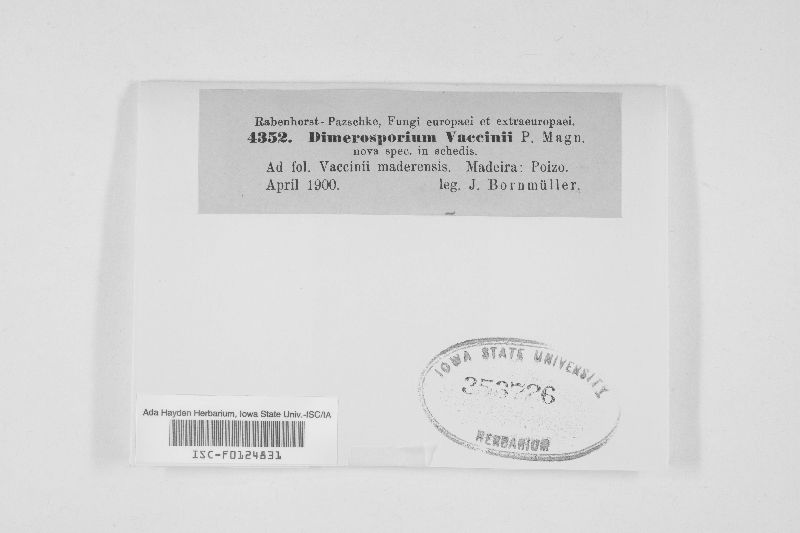 Rabenhorst-Pazschke, Fungi europaei et extraeuropaei.
4352. Dimerosporium Vaccinii P. Magn.
nova spec. in schedis.
Ad fol. Vaccinii maderensis. Madeira: Poizo.
April 1900. leg. J. Bornmüller.
IOWA STATE UNIVERSITY
HERBARIUM
Ada Hayden Herbarium, Iowa State Univ.-ISC/IA
ISC-F0124831